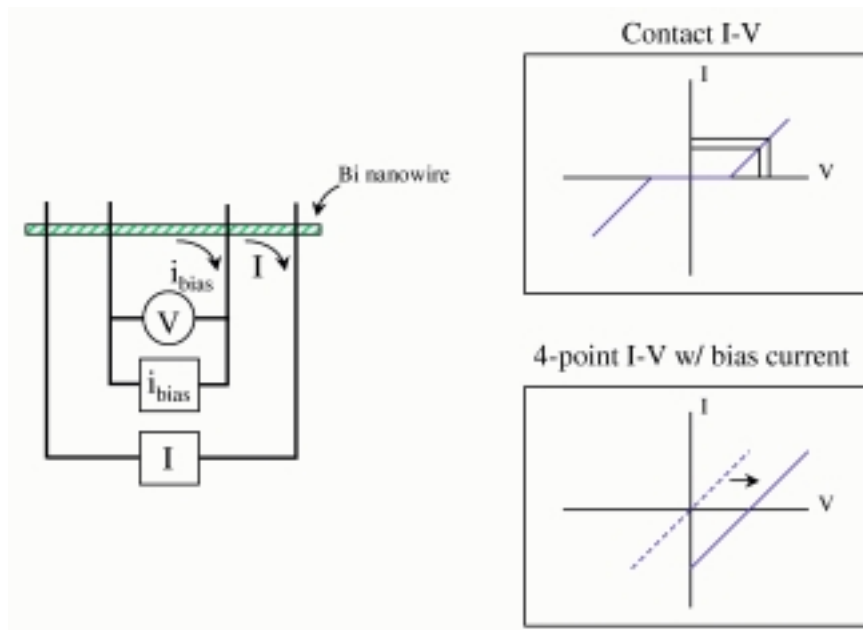 Bi nanowire
i_bias
I
V
i_bias
I
Contact I-V
I
V
4-point I-V w/ bias current
I
V